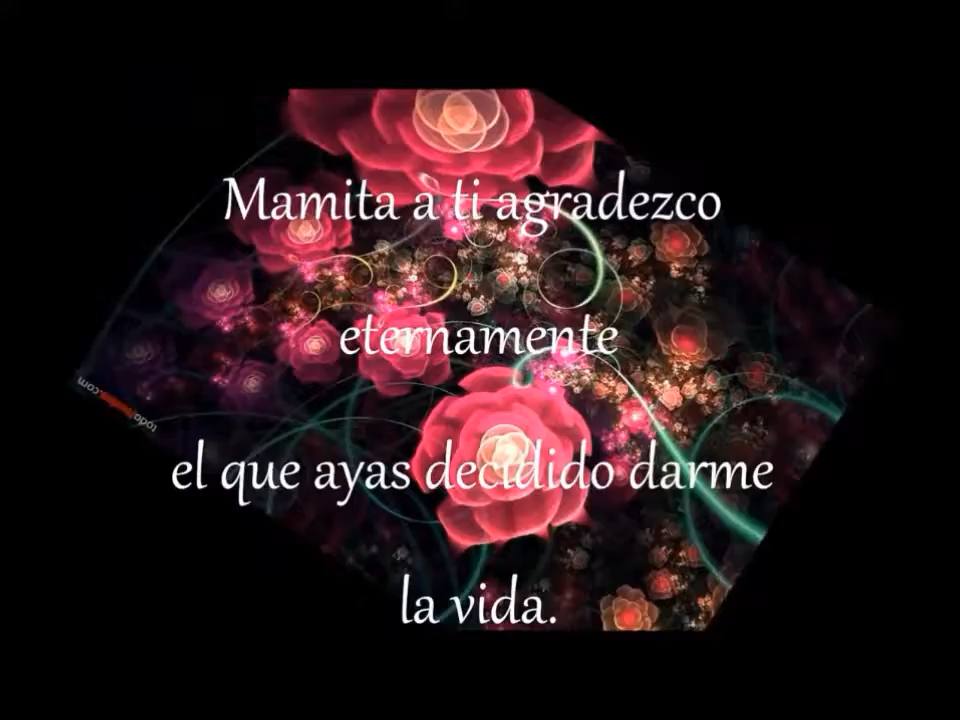 Mamita a ti agradezco
eternamente
el que ayas decidido darme
la vida.